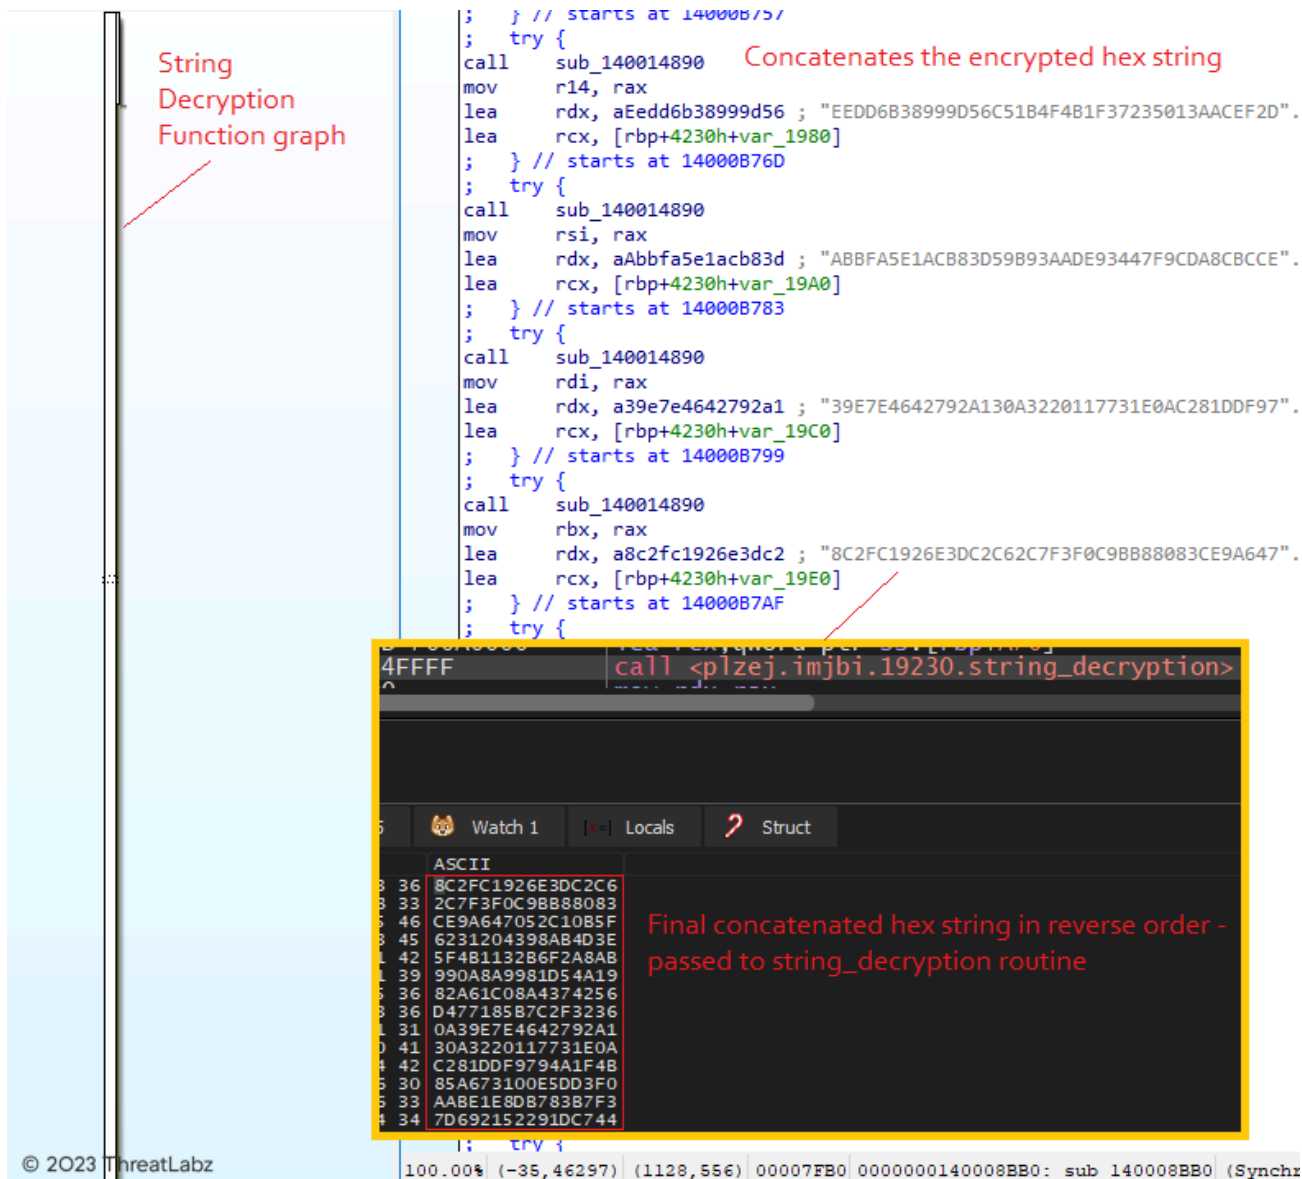 String
Decryption
Function graph
;   } // starts at 14000B757
;   try {
Concatenates the encrypted hex string
call    sub_140014890
mov     r14, rax
lea     rdx, aEedd6b38999d56 ; "EEDD6B38999D56C51B4F4B1F37235013AACEF2D".
lea     rcx, [rbp+4230h+var_1980]
;   } // starts at 14000B76D
;   try {
call    sub_140014890
mov     rsi, rax
lea     rdx, aAbbfa5e1acb83d ; "ABBFA5E1ACB83D59B93AADE93447F9CDA8CBCCE".
lea     rcx, [rbp+4230h+var_19A0]
;   } // starts at 14000B783
;   try {
call    sub_140014890
mov     rdi, rax
lea     rdx, a39e7e4642792a1 ; "39E7E4642792A130A3220117731E0AC281DDF97".
lea     rcx, [rbp+4230h+var_19C0]
;   } // starts at 14000B799
;   try {
call    sub_140014890
mov     rbx, rax
lea     rdx, a8c2fc1926e3dc2 ; "8C2FC1926E3DC2C62C7F3F0C9BB88083CE9A647".
lea     rcx, [rbp+4230h+var_19E0]
;   } // starts at 14000B7AF
;   try {
4FFFF call <plzej.imjbi.19230.string_decryption>
Watch 1 [x=] Locals Struct
ASCII
36 8C2FC1926E3DC2C6
33 2C7F3F0C9BB88083
46 CE9A647052C10B5F
45 6231204398AB4D3E
42 5F4B1132B6F2A8AB
39 990A8A9981D54A19
36 82A61C08A4374256
36 D477185B7C2F3236
31 0A39E7E4642792A1
41 30A3220117731E0A
42 C281DDF9794A1F4B
30 85A673100E5DD3F0
33 AABE1E8DB783B7F3
34 7D692152291DC744
Final concatenated hex string in reverse order -
passed to string_decryption routine
;   try {
© 2023 ThreatLabz
100.00% (-35,46297) (1128,556) 00007FB0 0000000140008BB0: sub_140008BB0 (Synchr